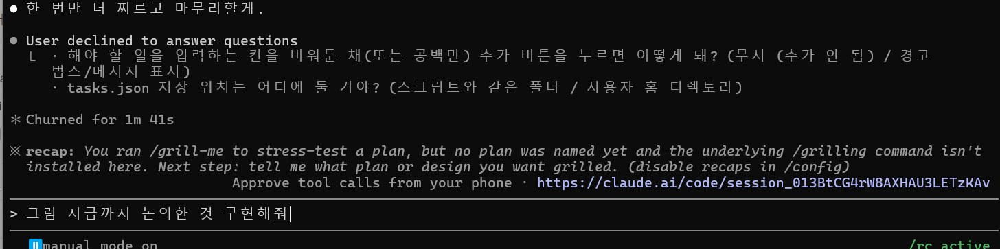 ● 한 번만 더 찌르고 마무리할게.
● User declined to answer questions
└ · 해야 할 일을 입력하는 칸을 비워둔 채(또는 공백만) 추가 버튼을 누르면 어떻게 돼? (무시 (추가 안 됨) / 경고
법스/메시지 표시)
· tasks.json 저장 위치는 어디에 둘 거야? (스크립트와 같은 폴더 / 사용자 홈 디렉토리)
✻ Churned for 1m 41s
※ recap: You ran /grill-me to stress-test a plan, but no plan was named yet and the underlying /grilling command isn't
installed here. Next step: tell me what plan or design you want grilled. (disable recaps in /config)
Approve tool calls from your phone · https://claude.ai/code/session_013BtCG4rW8AXHAU3LETzKAv
> 그럼 지금까지 논의한 것 구현해줘
⏸manual mode on
/rc active